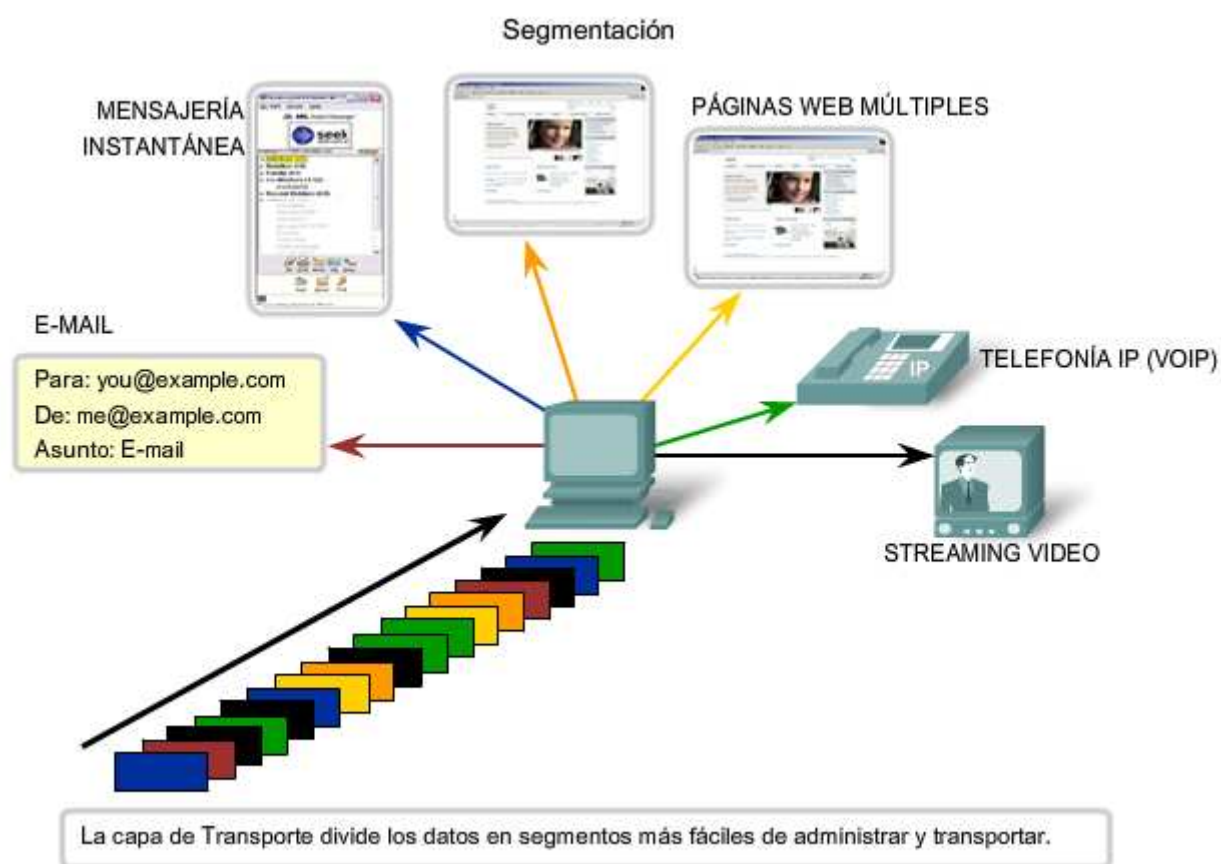 Segmentación
MENSAJERÍA
INSTANTÁNEA
seek
PÁGINAS WEB MÚLTIPLES
E-MAIL
Para: you@example.com
De: me@example.com
Asunto: E-mail
IP
TELEFONÍA IP (VOIP)
STREAMING VIDEO
La capa de Transporte divide los datos en segmentos más fáciles de administrar y transportar.